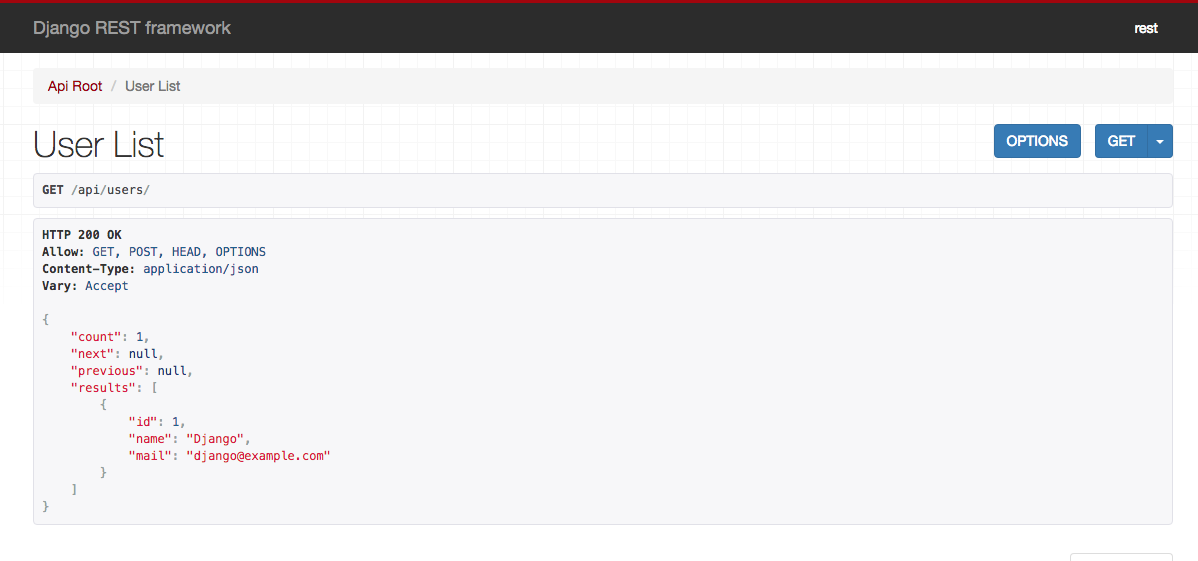 Django REST framework
rest
Api Root / User List
User List
OPTIONS
GET
GET /api/users/
HTTP 200 OK
Allow: GET, POST, HEAD, OPTIONS
Content-Type: application/json
Vary: Accept
{
    "count": 1,
    "next": null,
    "previous": null,
    "results": [
        {
            "id": 1,
            "name": "Django",
            "mail": "django@example.com"
        }
    ]
}